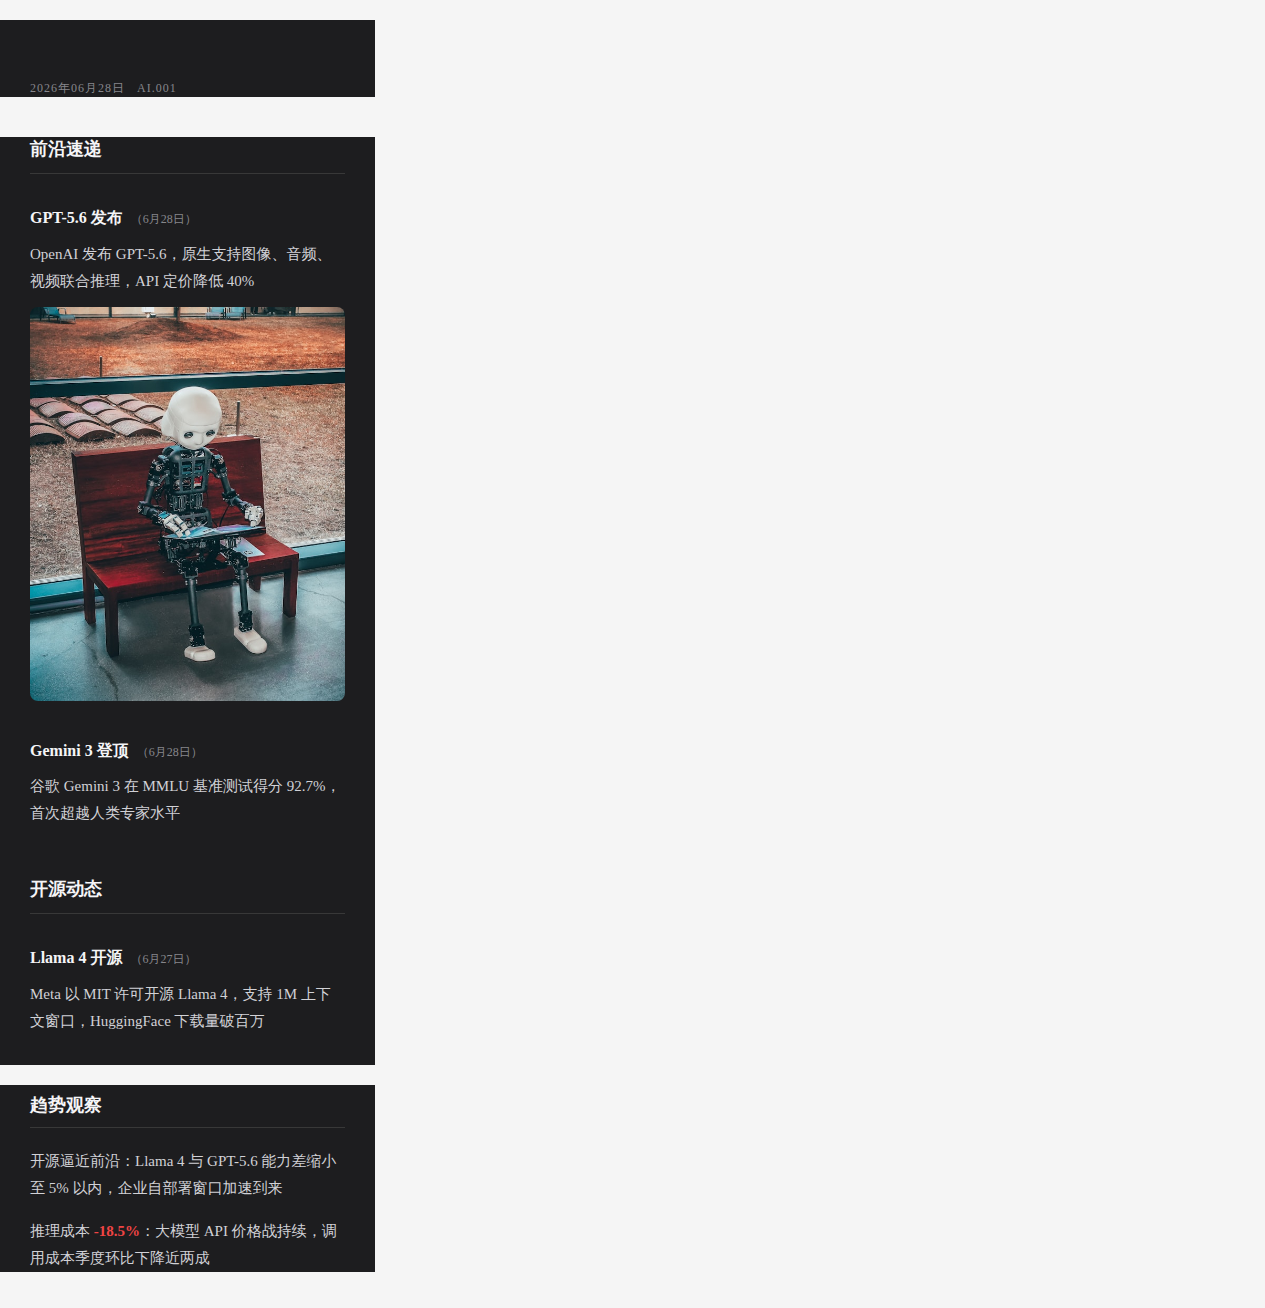 2026年06月28日 AI.001
前沿速递
GPT-5.6 发布 （6月28日）
OpenAI 发布 GPT-5.6，原生支持图像、音频、
视频联合推理，API 定价降低 40%
Gemini 3 登顶 （6月28日）
谷歌 Gemini 3 在 MMLU 基准测试得分 92.7%，
首次超越人类专家水平
开源动态
Llama 4 开源 （6月27日）
Meta 以 MIT 许可开源 Llama 4，支持 1M 上下
文窗口，HuggingFace 下载量破百万
趋势观察
开源逼近前沿：Llama 4 与 GPT-5.6 能力差缩小
至 5% 以内，企业自部署窗口加速到来
推理成本 -18.5%：大模型 API 价格战持续，调
用成本季度环比下降近两成